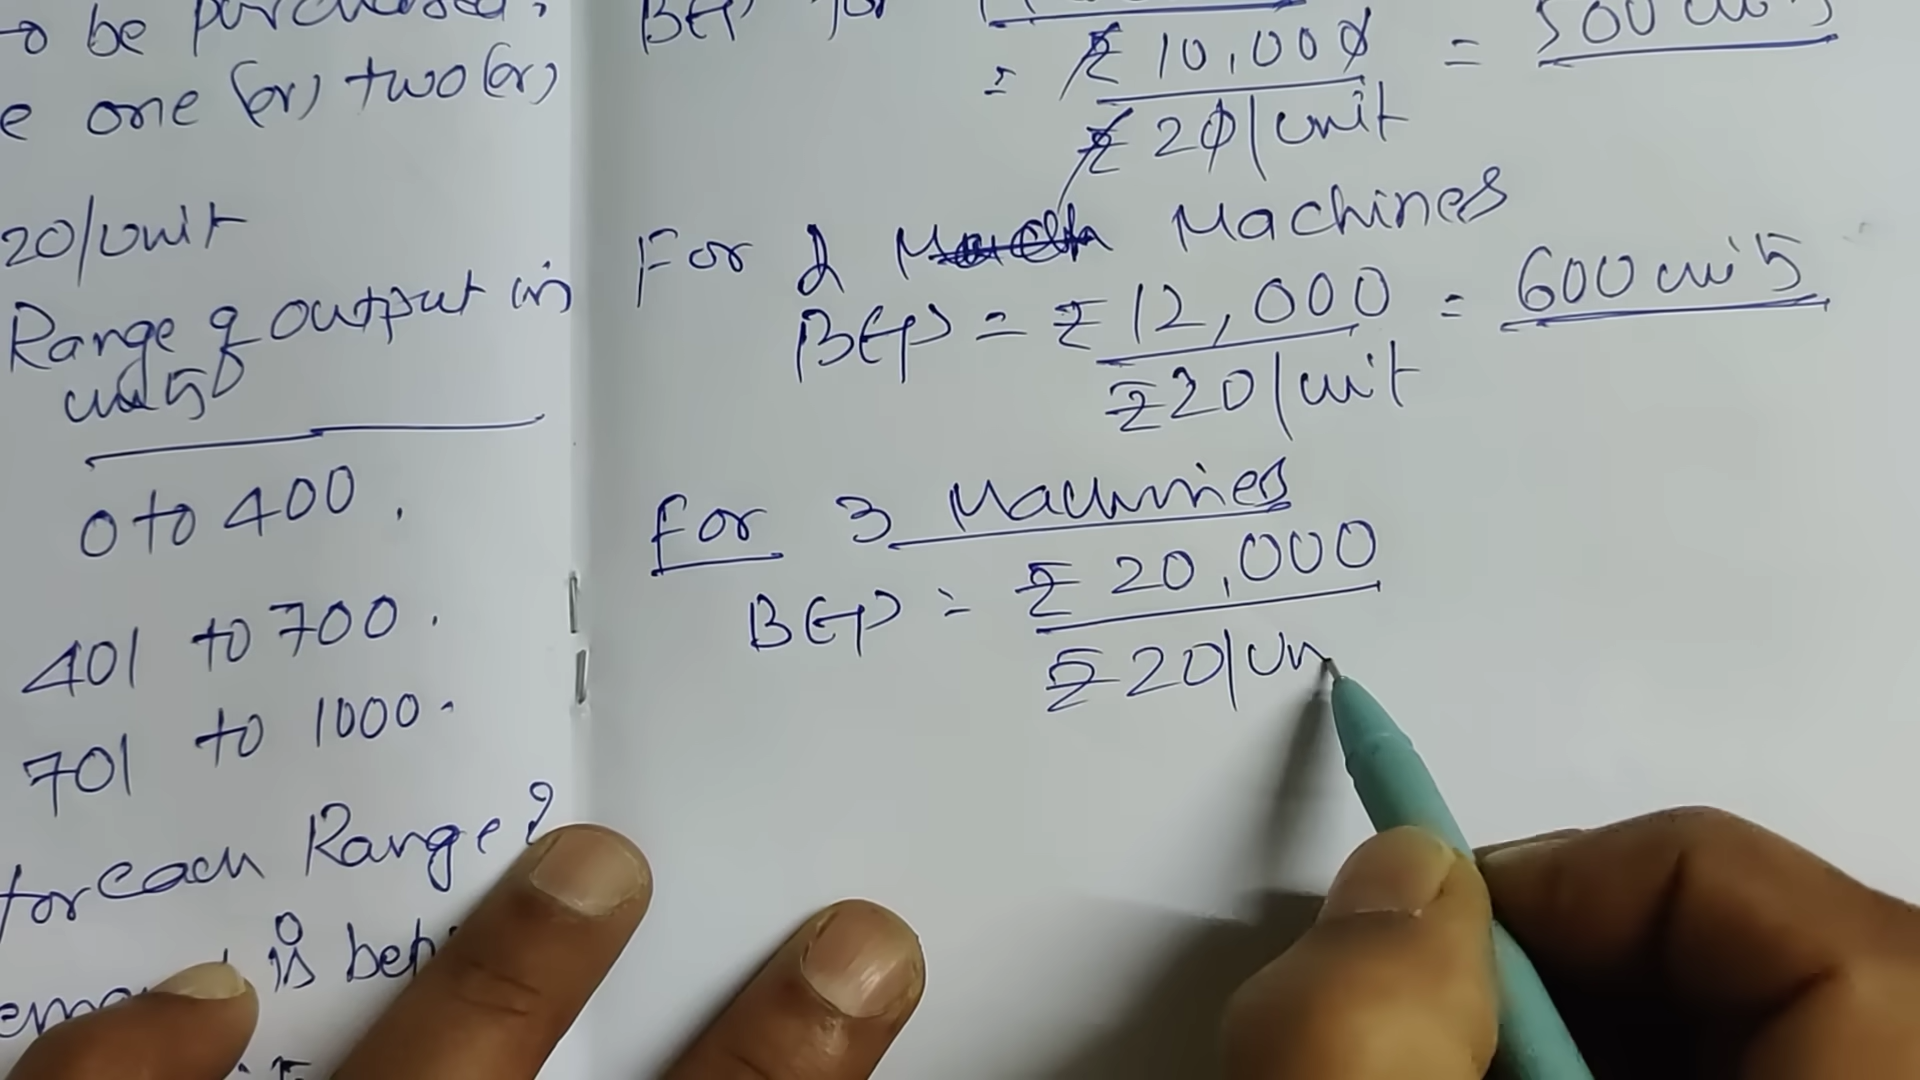 to be purchased.
e one (or) two (or)
20/unit
Range of output in
units
0 to 400.
401 to 700.
701 to 1000.
for each Range?
is
BEP for
= ₹ 10,000 = 500 units
₹ 20/unit
For 2 Machines
BEP = ₹ 12,000 = 600 units
₹ 20/unit
For 3 Machines
BEP = ₹ 20,000
₹ 20/un